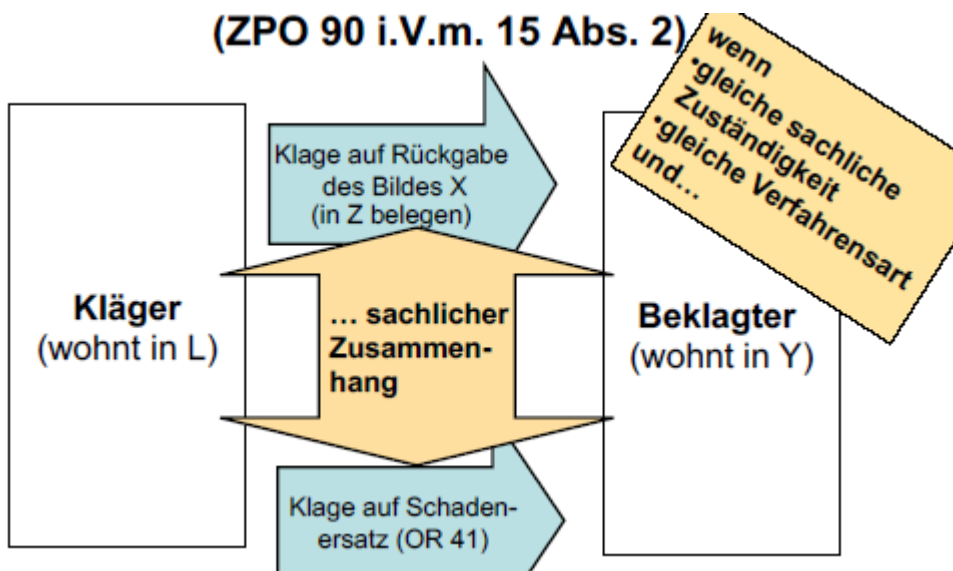 (ZPO 90 i.V.m. 15 Abs. 2)
wenn
•gleiche sachliche
Zuständigkeit
•gleiche Verfahrensart
und...
Klage auf Rückgabe
des Bildes X
(in Z belegen)
Kläger
(wohnt in L)
... sachlicher
Zusammen-
hang
Beklagter
(wohnt in Y)
Klage auf Schaden-
ersatz (OR 41)